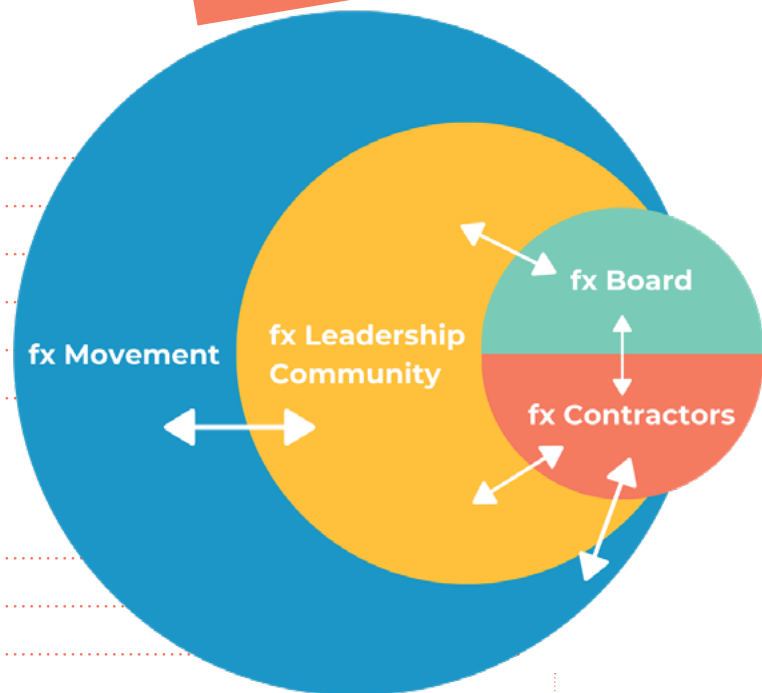 fx Board
fx Movement
fx Leadership
Community
fx Contractors